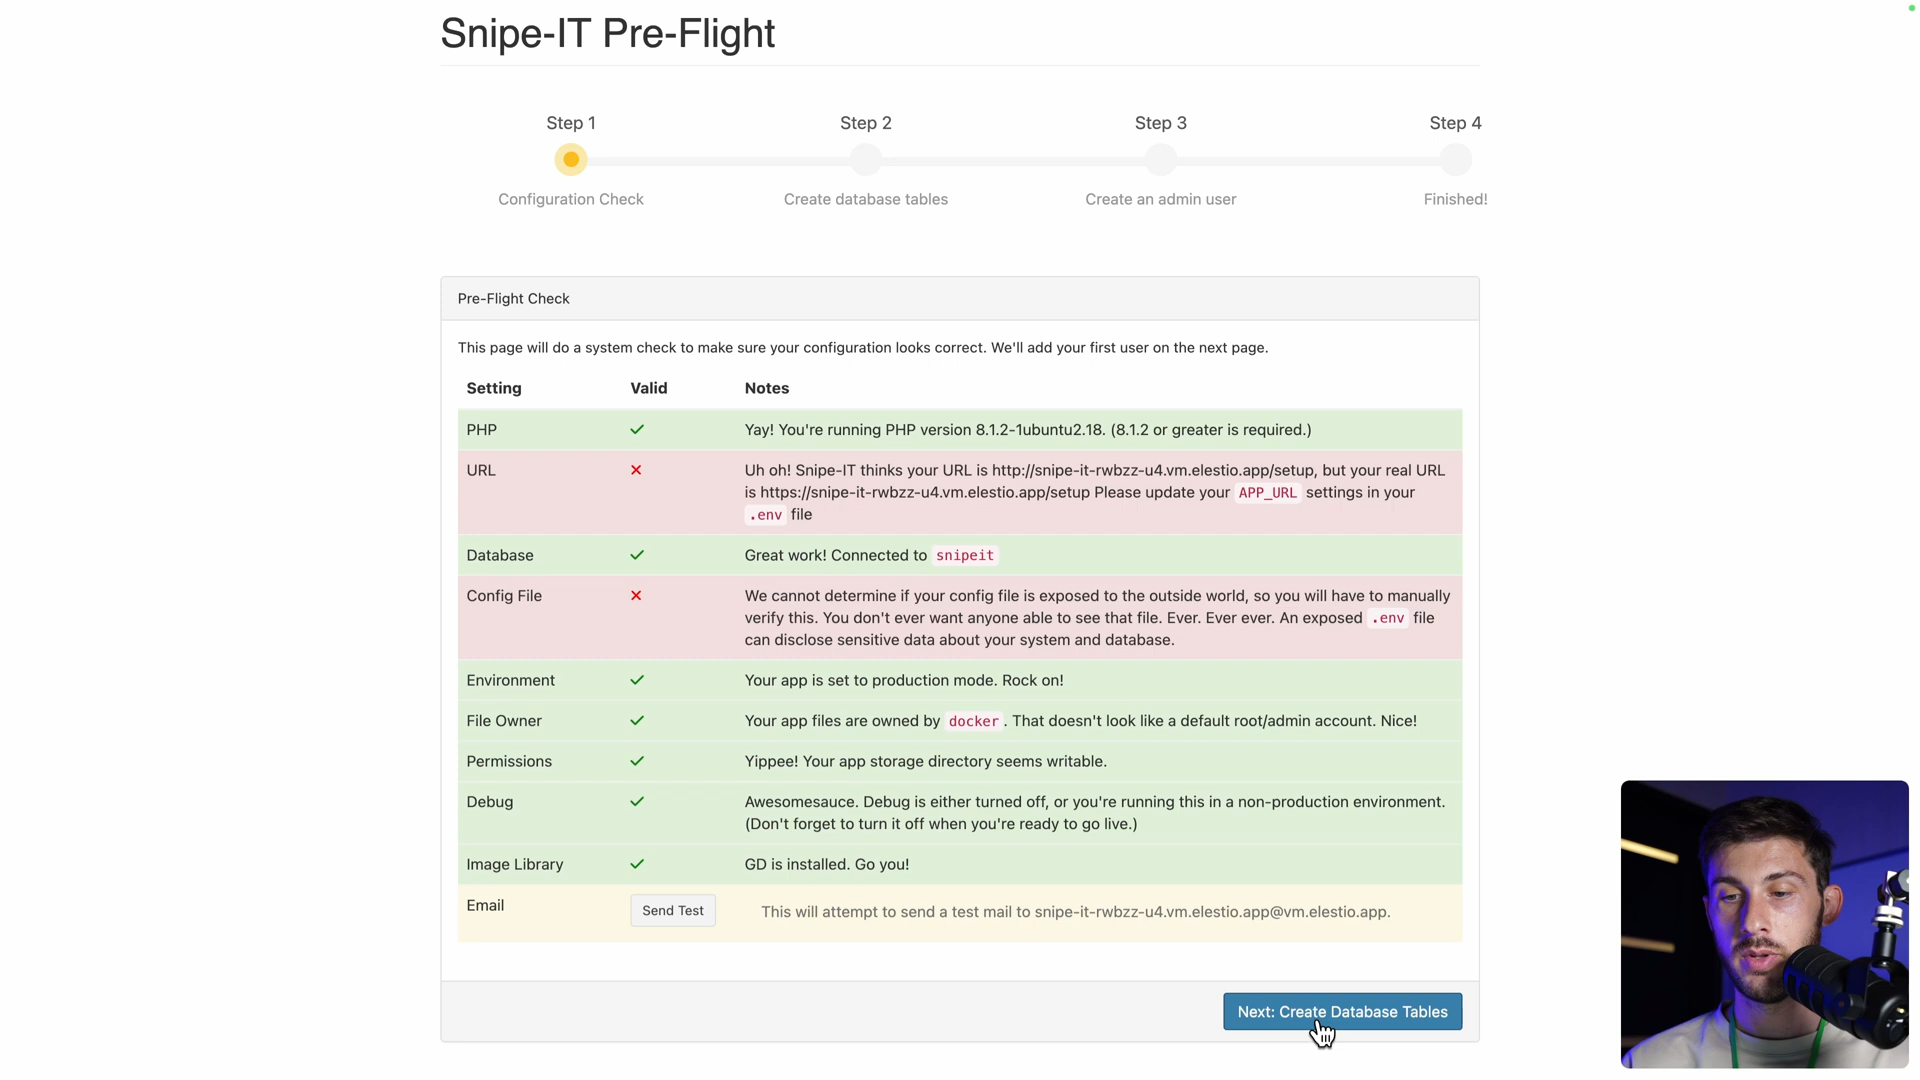 Snipe-IT Pre-Flight
Step 1
Step 2
Step 3
Step 4
Configuration Check
Create database tables
Create an admin user
Finished!
Pre-Flight Check
This page will do a system check to make sure your configuration looks correct. We'll add your first user on the next page.
Setting Valid Notes
PHP Yay! You're running PHP version 8.1.2-1ubuntu2.18. (8.1.2 or greater is required.)
URL Uh oh! Snipe-IT thinks your URL is http://snipe-it-rwbzz-u4.vm.elestio.app/setup, but your real URL
is https://snipe-it-rwbzz-u4.vm.elestio.app/setup Please update your APP_URL settings in your
.env file
Database Great work! Connected to snipeit
Config File We cannot determine if your config file is exposed to the outside world, so you will have to manually
verify this. You don't ever want anyone able to see that file. Ever. Ever ever. An exposed .env file
can disclose sensitive data about your system and database.
Environment Your app is set to production mode. Rock on!
File Owner Your app files are owned by docker. That doesn't look like a default root/admin account. Nice!
Permissions Yippee! Your app storage directory seems writable.
Debug Awesomesauce. Debug is either turned off, or you're running this in a non-production environment.
(Don't forget to turn it off when you're ready to go live.)
Image Library GD is installed. Go you!
Email Send Test This will attempt to send a test mail to snipe-it-rwbzz-u4.vm.elestio.app@vm.elestio.app.
Next: Create Database Tables